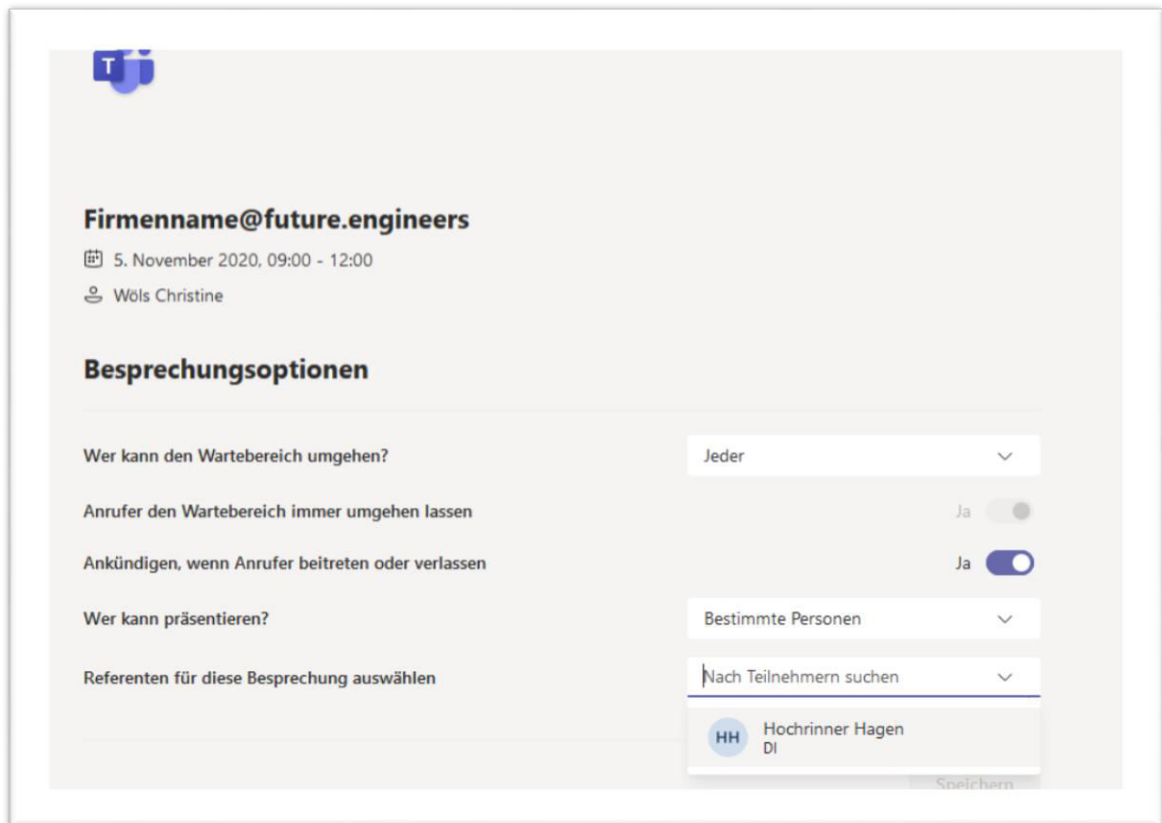 T
Firmenname@future.engineers
5. November 2020, 09:00 - 12:00
Wöls Christine
Besprechungsoptionen
Wer kann den Wartebereich umgehen?
Jeder
Anrufer den Wartebereich immer umgehen lassen
Ja
Ankündigen, wenn Anrufer beitreten oder verlassen
Ja
Wer kann präsentieren?
Bestimmte Personen
Referenten für diese Besprechung auswählen
Nach Teilnehmern suchen
HH
Hochrinner Hagen
DI
Speichern